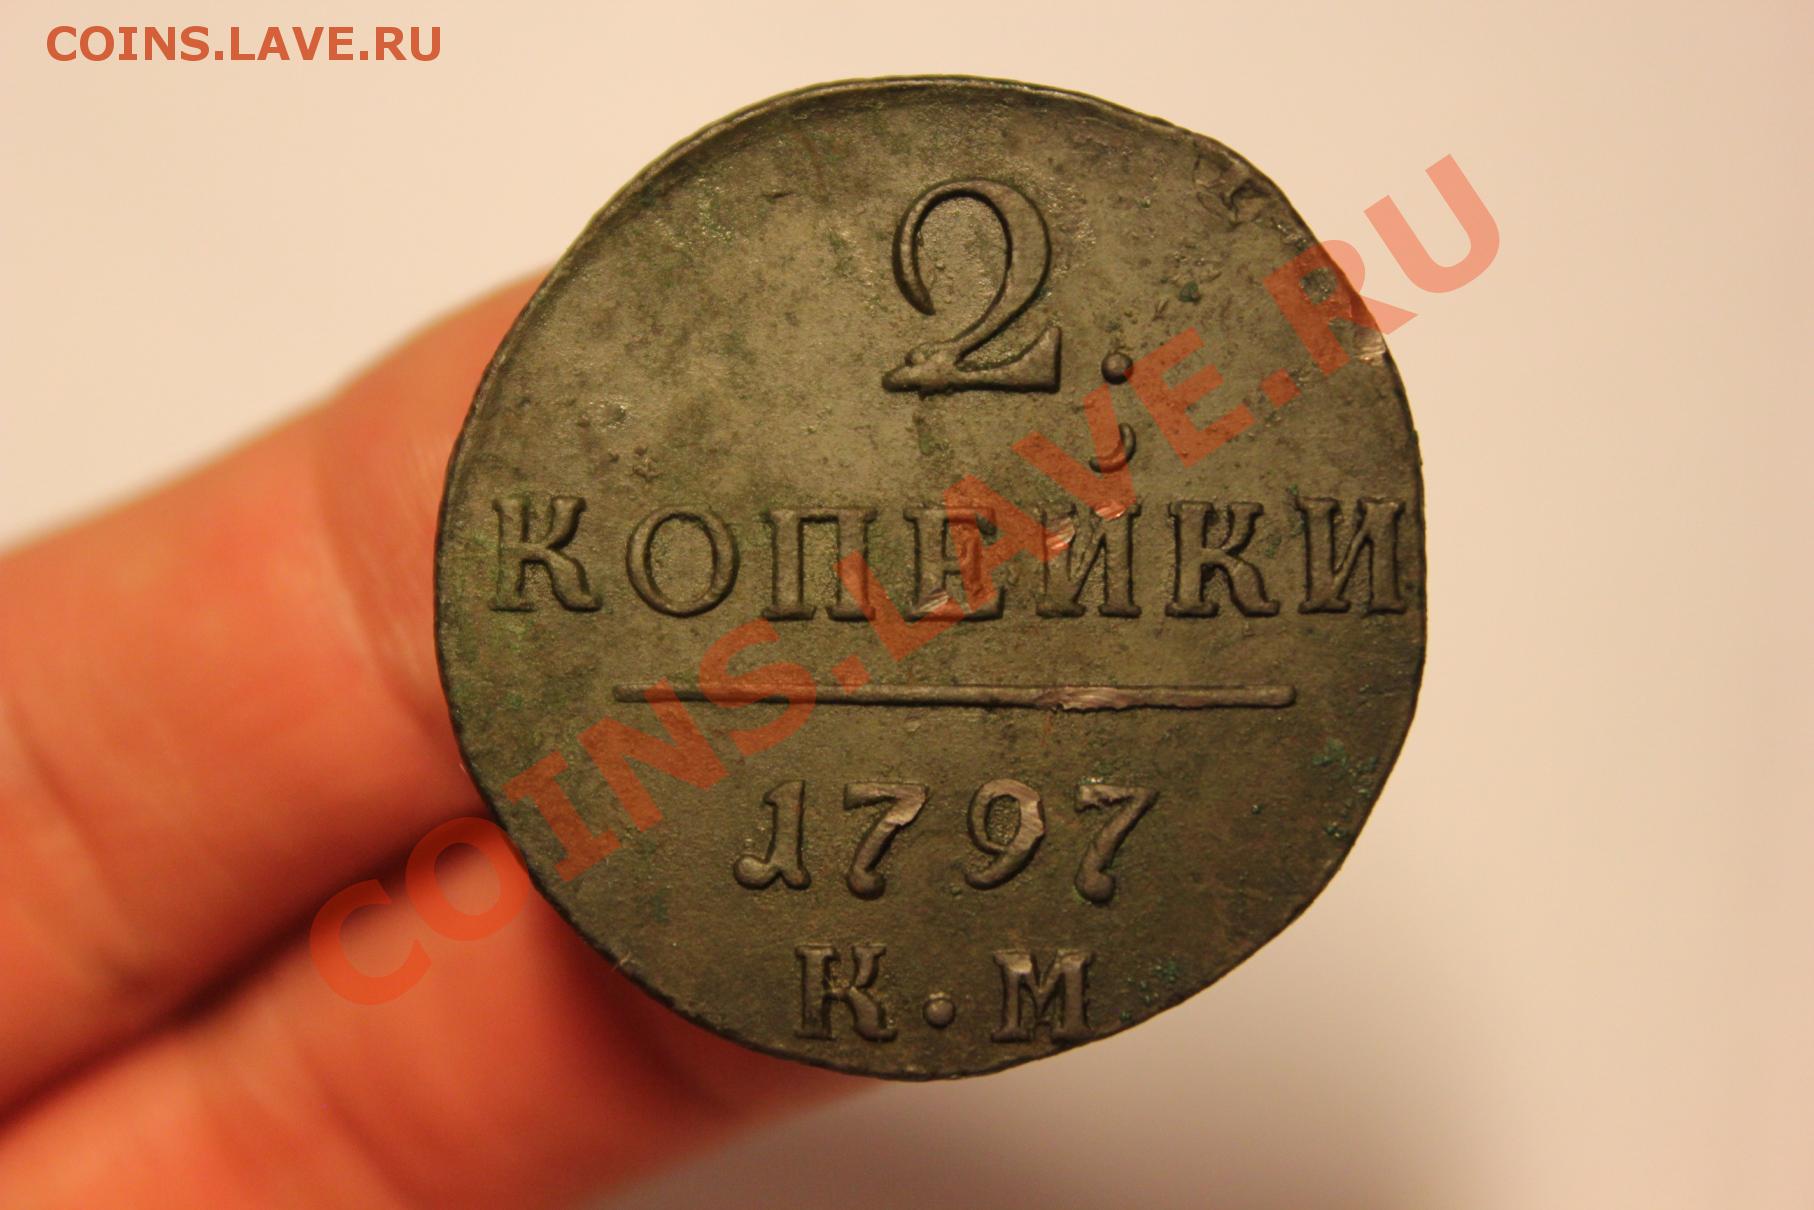 COINS.LAVE.RU
2.
КОПЕЙКИ
1797
К·М
COINS.LAVE.RU